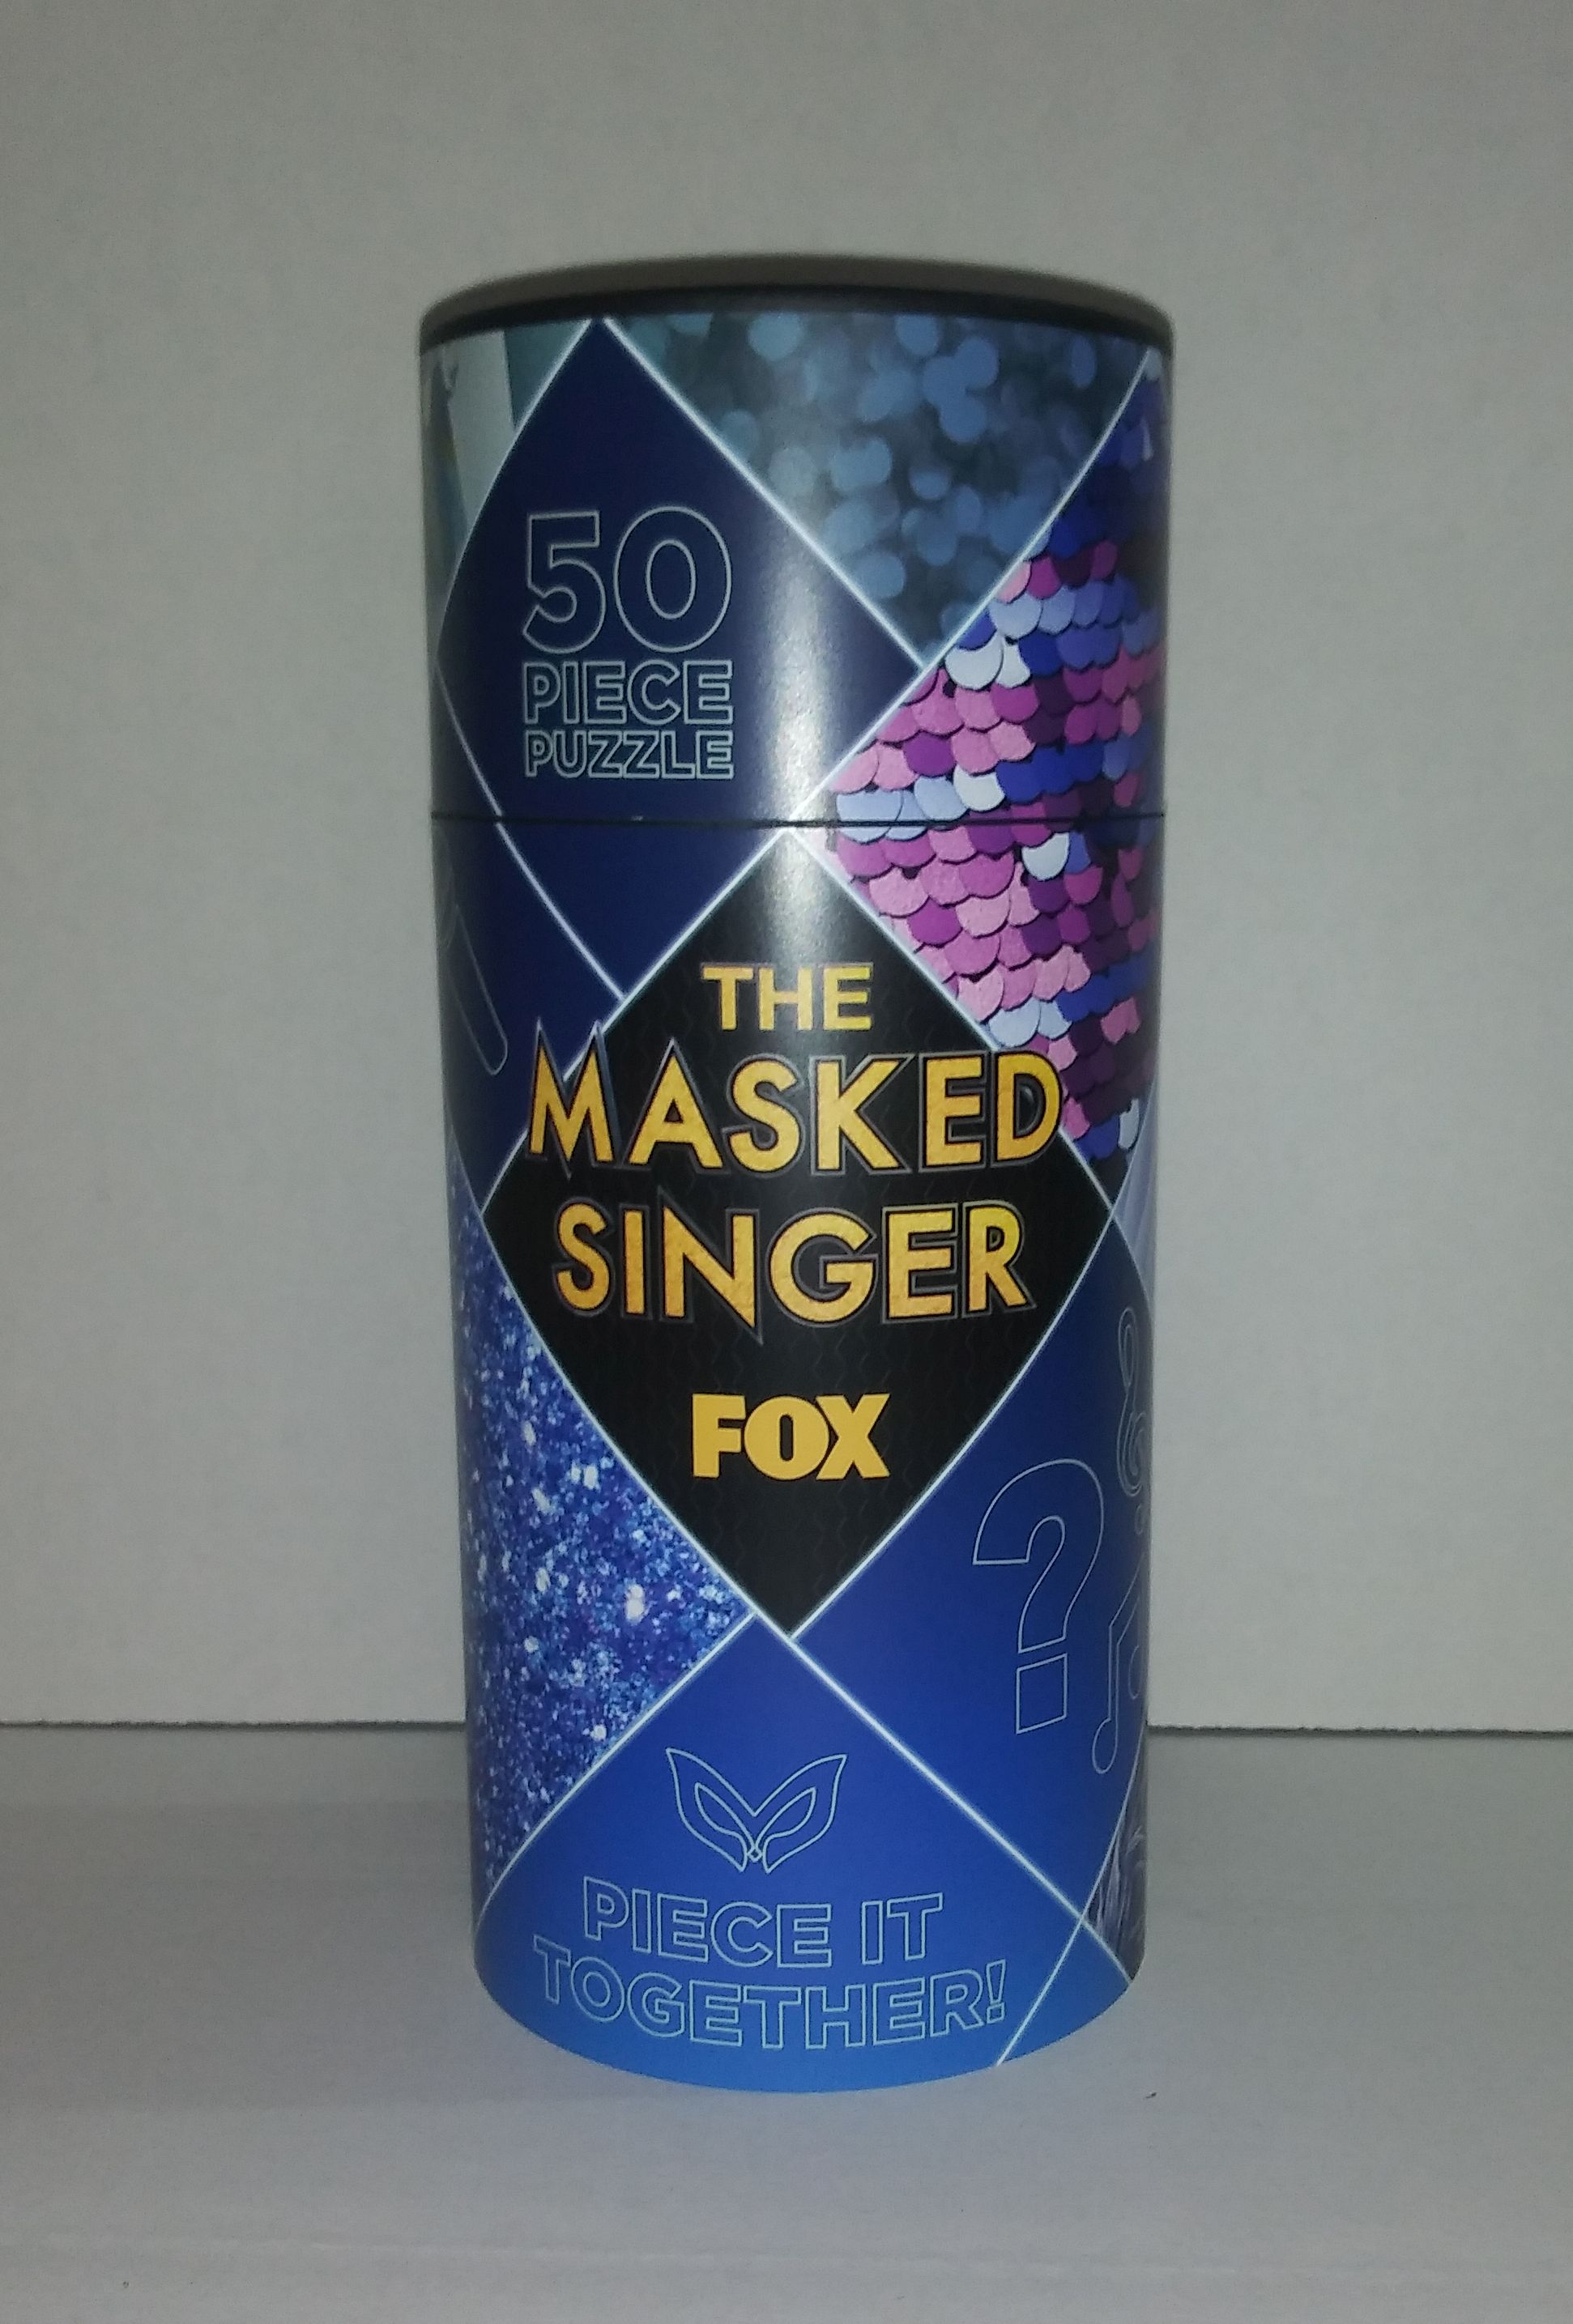 50
PIECE
PUZZLE
THE
MASKED
SINGER
FOX
?
PIECE IT
TOGETHER!